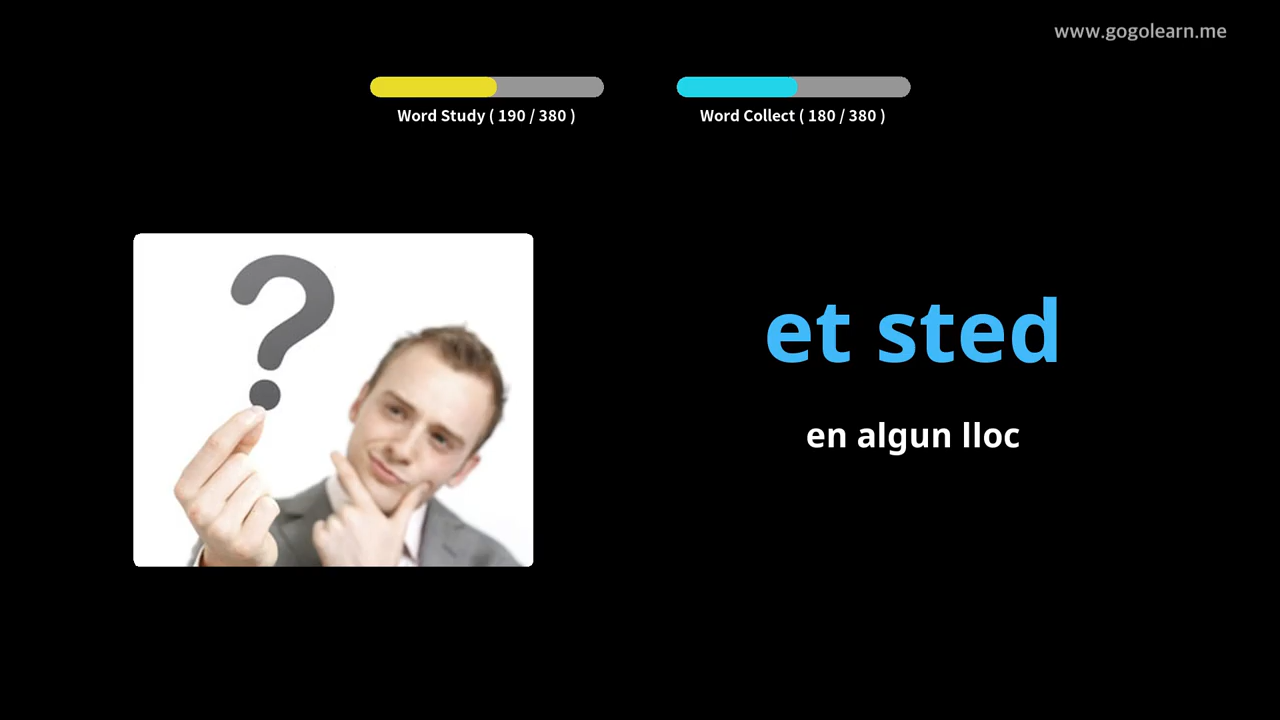 www.gogolearn.me
Word Study ( 190 / 380 )
Word Collect ( 180 / 380 )
et sted
en algun lloc